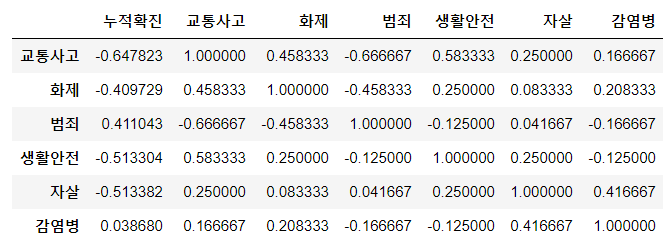 누적확진 교통사고 화제 범죄 생활안전 자살 감염병
교통사고 -0.647823 1.000000 0.458333 -0.666667 0.583333 0.250000 0.166667
화제 -0.409729 0.458333 1.000000 -0.458333 0.250000 0.083333 0.208333
범죄 0.411043 -0.666667 -0.458333 1.000000 -0.125000 0.041667 -0.166667
생활안전 -0.513304 0.583333 0.250000 -0.125000 1.000000 0.250000 -0.125000
자살 -0.513382 0.250000 0.083333 0.041667 0.250000 1.000000 0.416667
감염병 0.038680 0.166667 0.208333 -0.166667 -0.125000 0.416667 1.000000